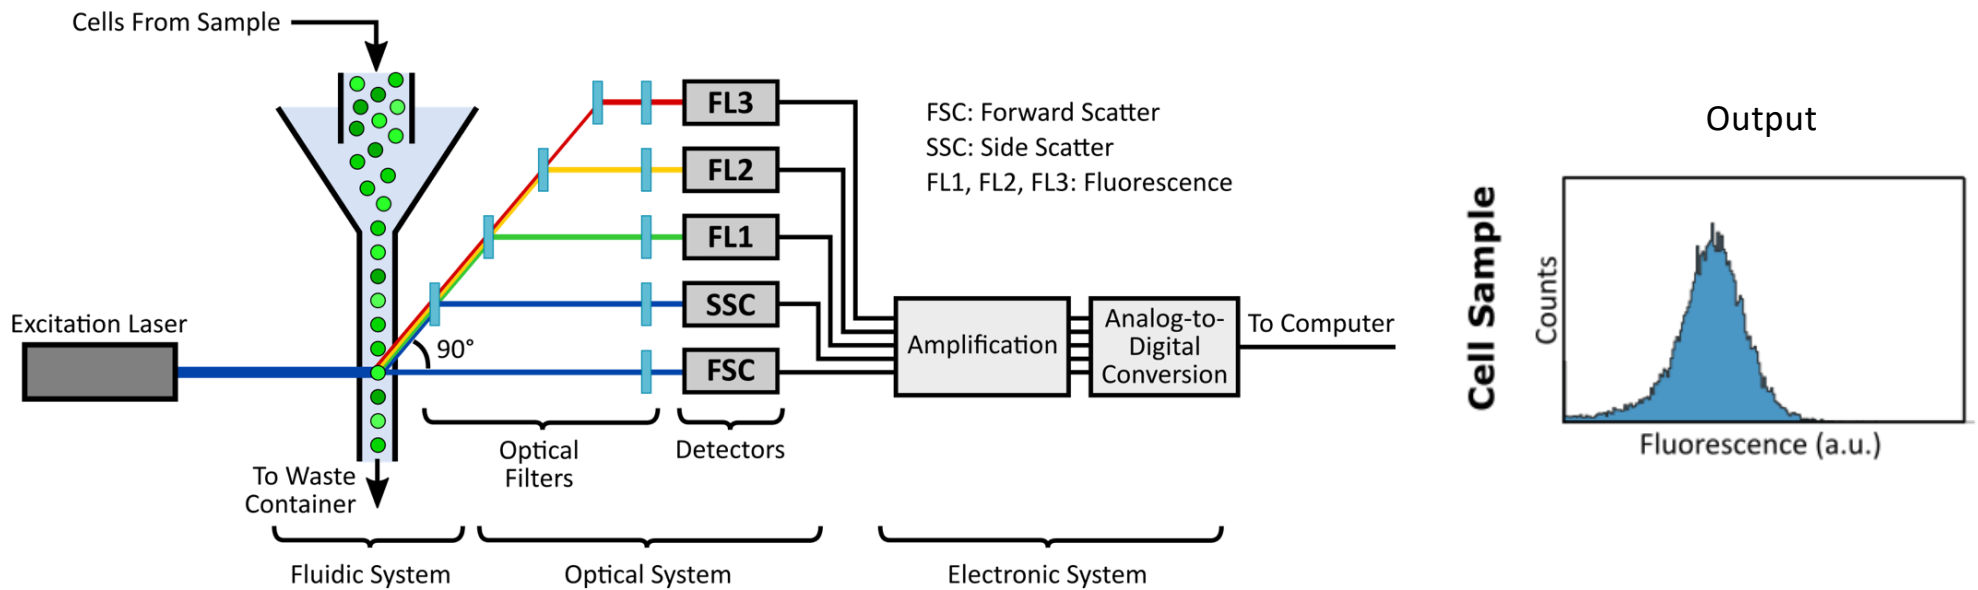 Cells From Sample
Excitation Laser
To Waste
Container
90°
FL3
FL2
FL1
SSC
FSC
Optical
Filters
Detectors
FSC: Forward Scatter
SSC: Side Scatter
FL1, FL2, FL3: Fluorescence
Amplification
Analog-to-
Digital
Conversion
To Computer
Fluidic System
Optical System
Electronic System
Output
Cell Sample
Counts
Fluorescence (a.u.)